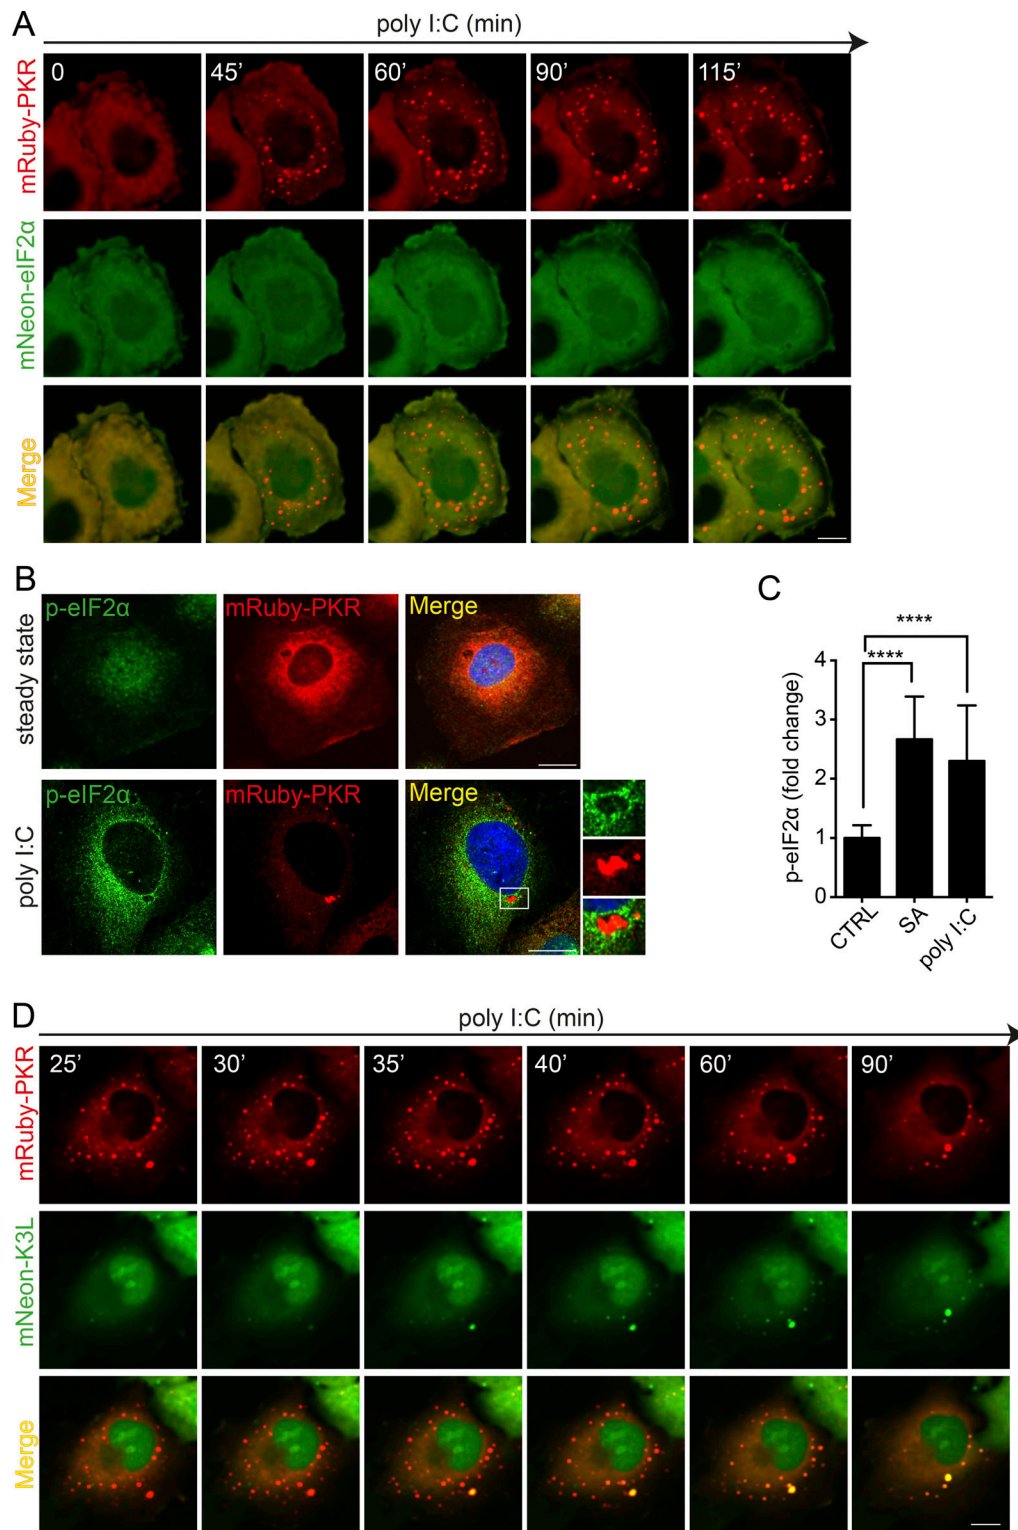 A
poly I:C (min)
mRuby-PKR
0
45’
60’
90’
115’
mNeon-eIF2α
Merge
B
steady state
p-eIF2α
mRuby-PKR
Merge
poly I:C
p-eIF2α
mRuby-PKR
Merge
C
p-eIF2α (fold change)
****
****
4
3
2
1
0
CTRL
SA
poly I:C
D
poly I:C (min)
mRuby-PKR
25’
30’
35’
40’
60’
90’
mNeon-K3L
Merge